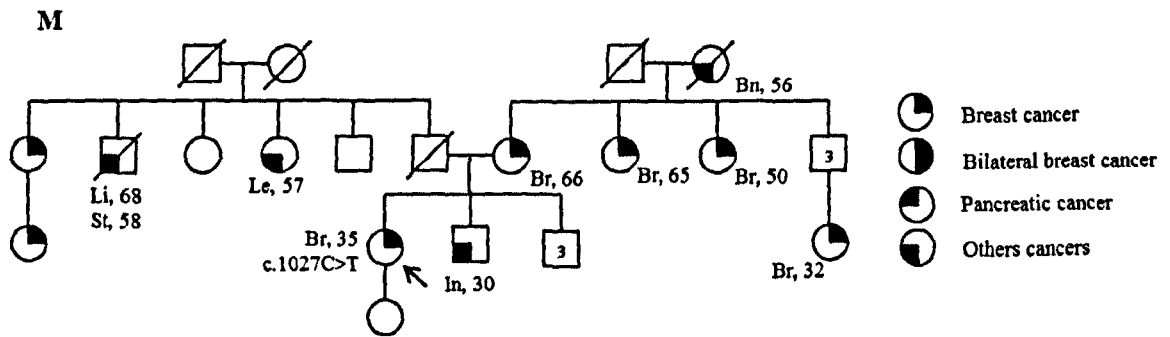 M
Bn, 56
Breast cancer
Bilateral breast cancer
Pancreatic cancer
Others cancers
Li, 68
St, 58
Le, 57
Br, 66
Br, 65
Br, 50
3
Br, 35
c.1027C>T
In, 30
3
Br, 32